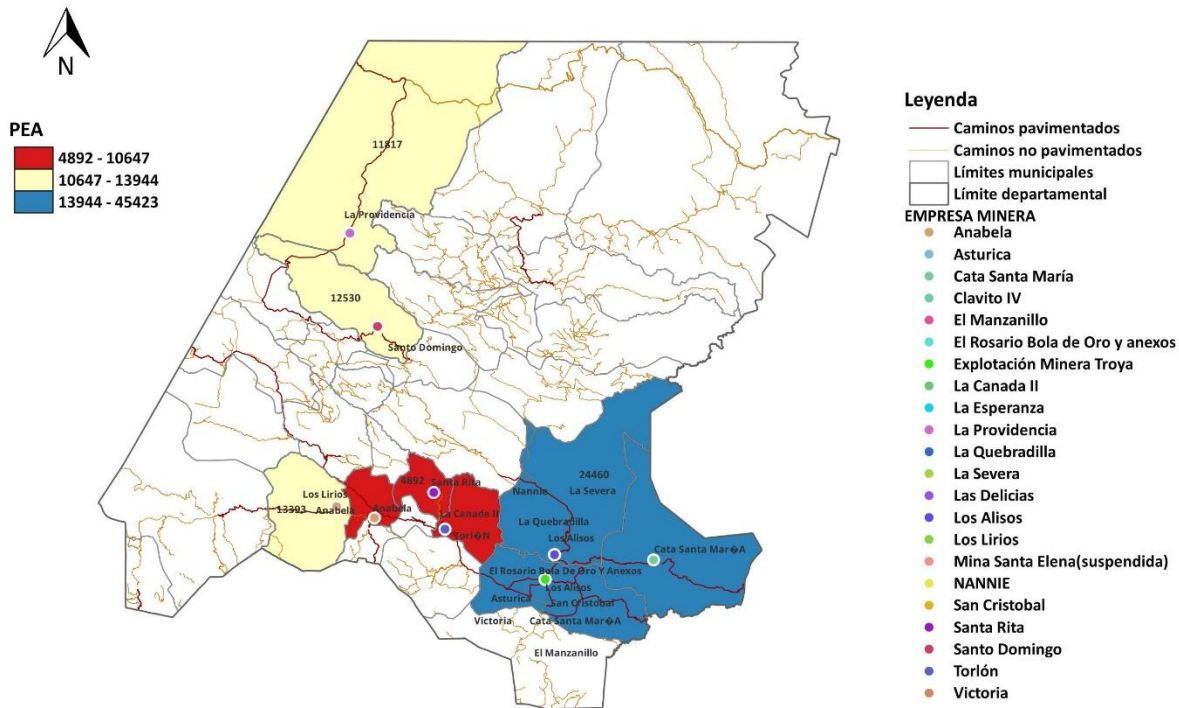 N
PEA
4892 - 10647
10647 - 13944
13944 - 45423
11817
La Providencia
12530
Santo Domingo
24460
4892
Santa Rita
Nannie
La Severa
Los Lirios
13393
Anabela
Anabela
La Canada II
La Quebradilla
Torl�N
Los Alisos
Cata Santa Mar�A
El Rosario Bola De Oro Y Anexos
Los Alisos
Asturica
San Cristobal
Victoria
Cata Santa Mar�A
El Manzanillo
Leyenda
Caminos pavimentados
Caminos no pavimentados
Límites municipales
Límite departamental
EMPRESA MINERA
Anabela
Asturica
Cata Santa María
Clavito IV
El Manzanillo
El Rosario Bola de Oro y anexos
Explotación Minera Troya
La Canada II
La Esperanza
La Providencia
La Quebradilla
La Severa
Las Delicias
Los Alisos
Los Lirios
Mina Santa Elena(suspendida)
NANNIE
San Cristobal
Santa Rita
Santo Domingo
Torlón
Victoria